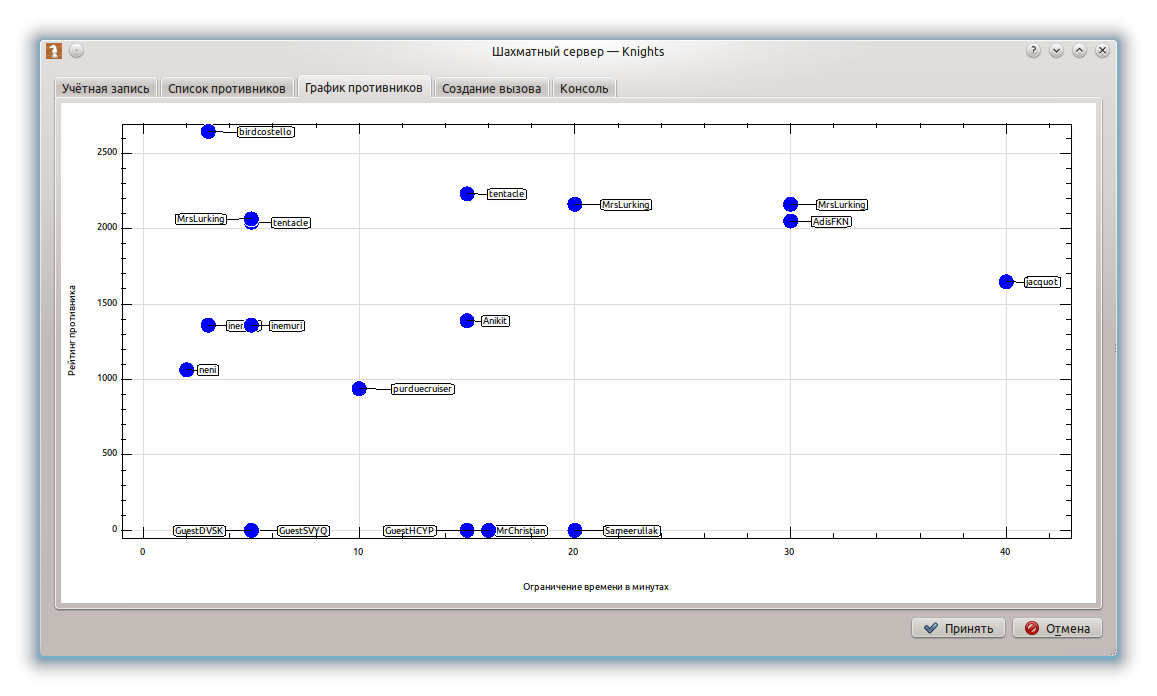 Шахматный сервер — Knights
Учётная запись
Список противников
График противников
Создание вызова
Консоль
birdcostello
2500
tentacle
MrsLurking
MrsLurking
MrsLurking
tentacle
AdisFKN
2000
jacquot
1500
Anikit
inemuri
neni
1000
purduecruiser
500
GuestDVSK
GuestSVYQ
GuestHCYP
MrChristian
Sameerullak
0
0
10
20
30
40
Рейтинг противника
Ограничение времени в минутах
Принять
Отмена